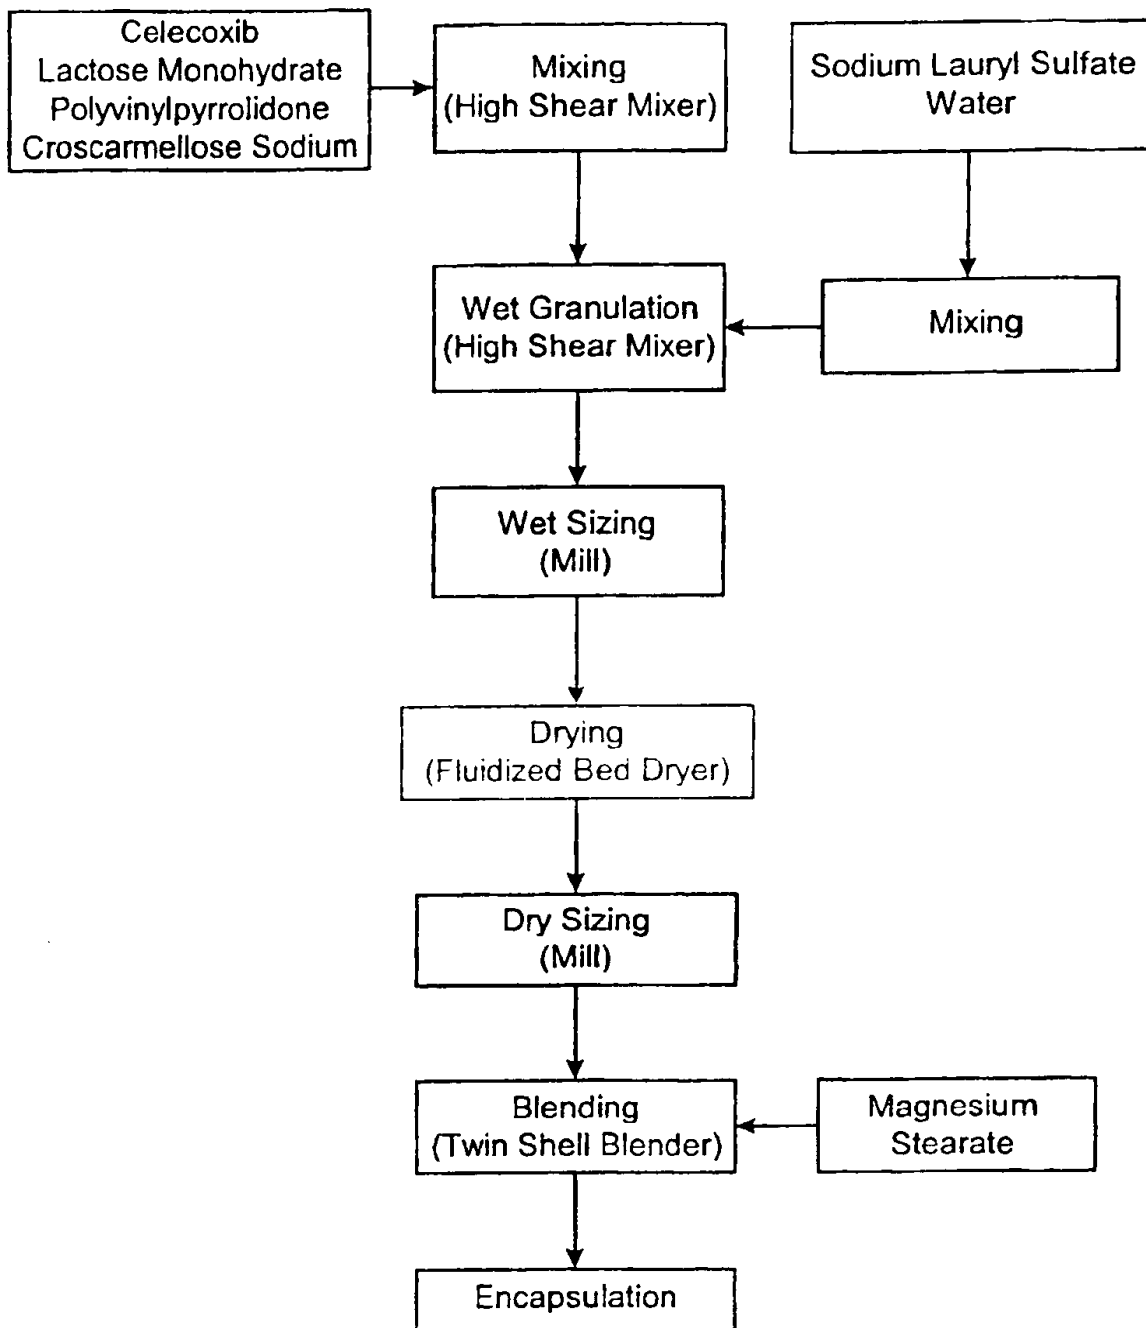 Celecoxib
Lactose Monohydrate
Polyvinylpyrrolidone
Croscarmellose Sodium
Mixing
(High Shear Mixer)
Sodium Lauryl Sulfate
Water
Wet Granulation
(High Shear Mixer)
Mixing
Wet Sizing
(Mill)
Drying
(Fluidized Bed Dryer)
Dry Sizing
(Mill)
Blending
(Twin Shell Blender)
Magnesium
Stearate
Encapsulation